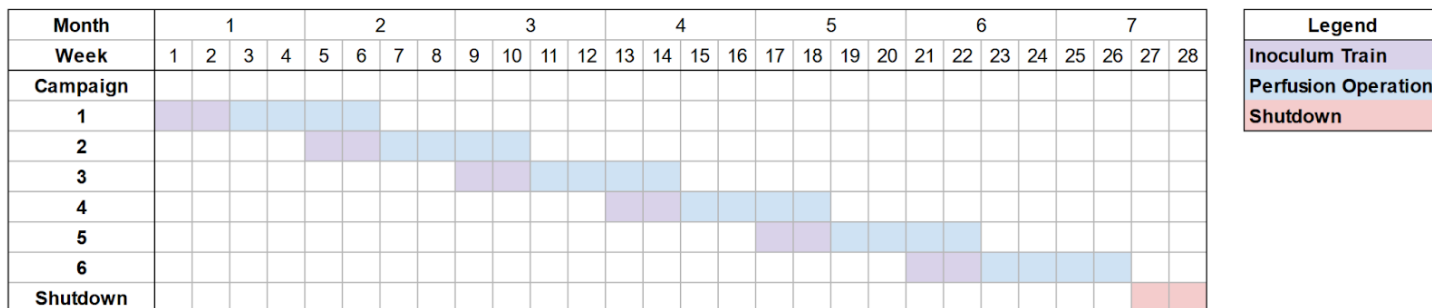 Month 1 2 3 4 5 6 7
Week 1 2 3 4 5 6 7 8 9 10 11 12 13 14 15 16 17 18 19 20 21 22 23 24 25 26 27 28
Campaign
1
2
3
4
5
6
Shutdown
Legend
Inoculum Train
Perfusion Operation
Shutdown